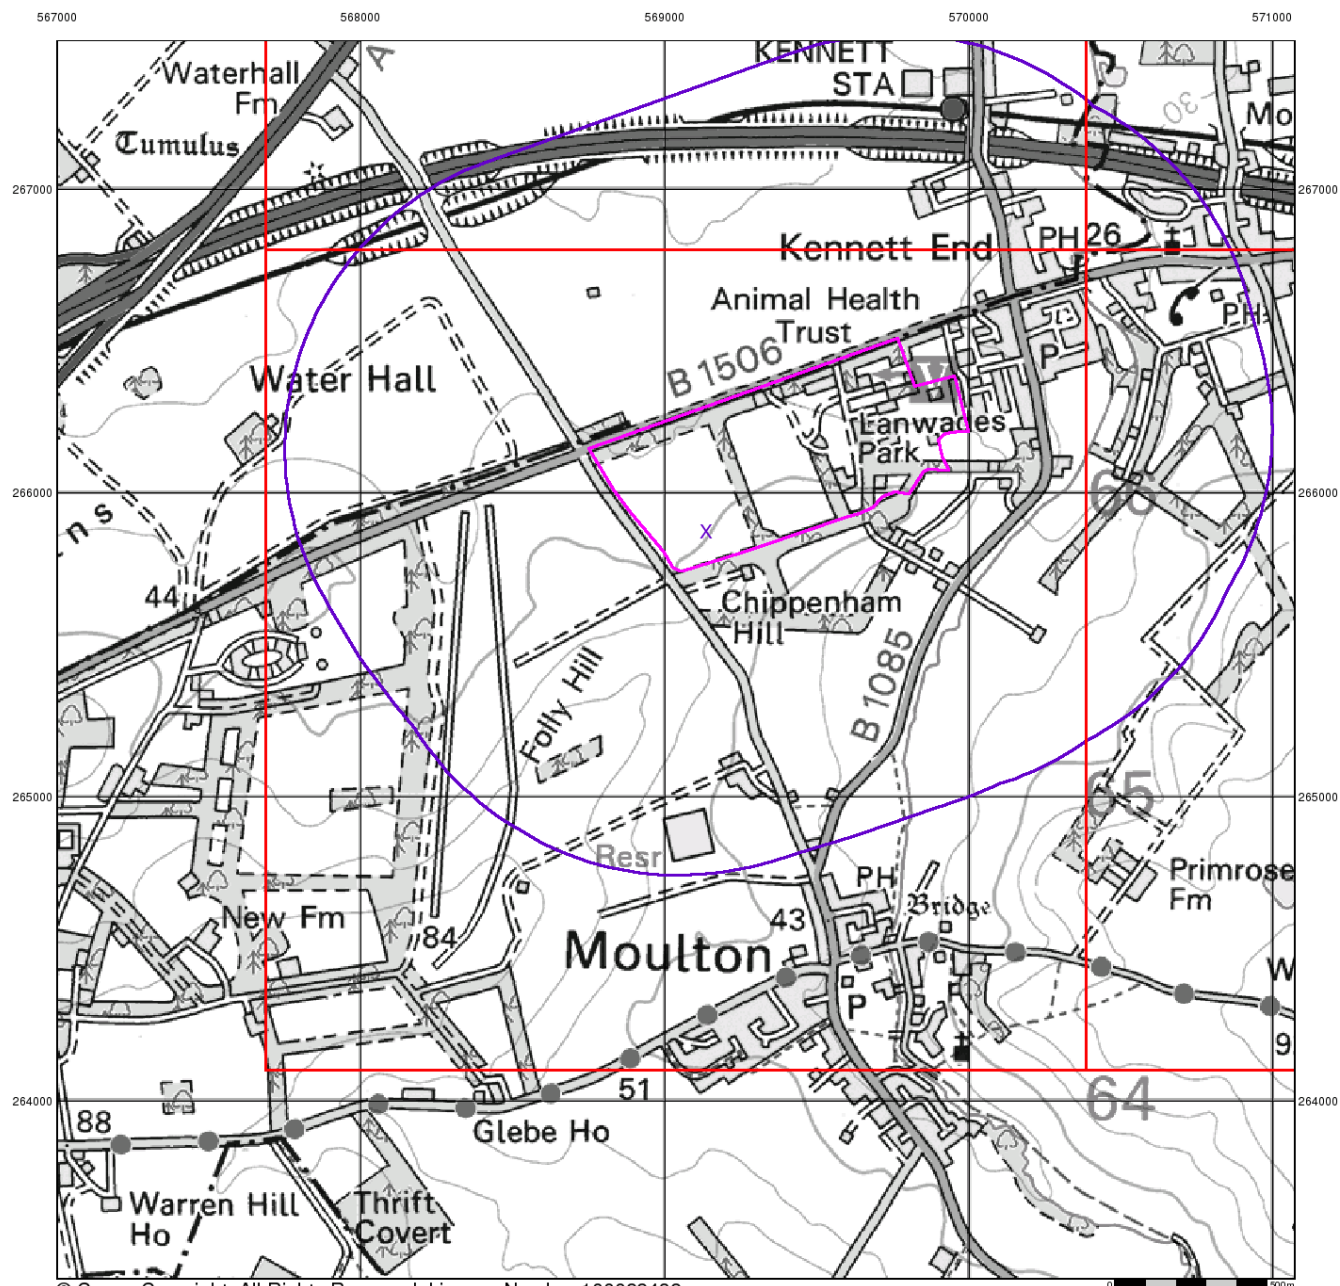 567000 568000 569000 570000 571000
A
KENNETT
STA
Waterhall
Fm
30
Mo
Tumulus
267000 267000
PH 26
Kennett End
Animal Health
Trust
PH
B 1506
P
Water Hall
Lanwades
Park
66
266000 266000
ns
X
44
Chippenham
Hill
B 1085
Folly Hill
65
265000 265000
Resr
Primrose
Fm
PH
Bridge
New Fm
43
84
Moulton
W
P
9
51
64
264000 264000
88
Glebe Ho
Warren Hill
Ho
Thrift
Covert